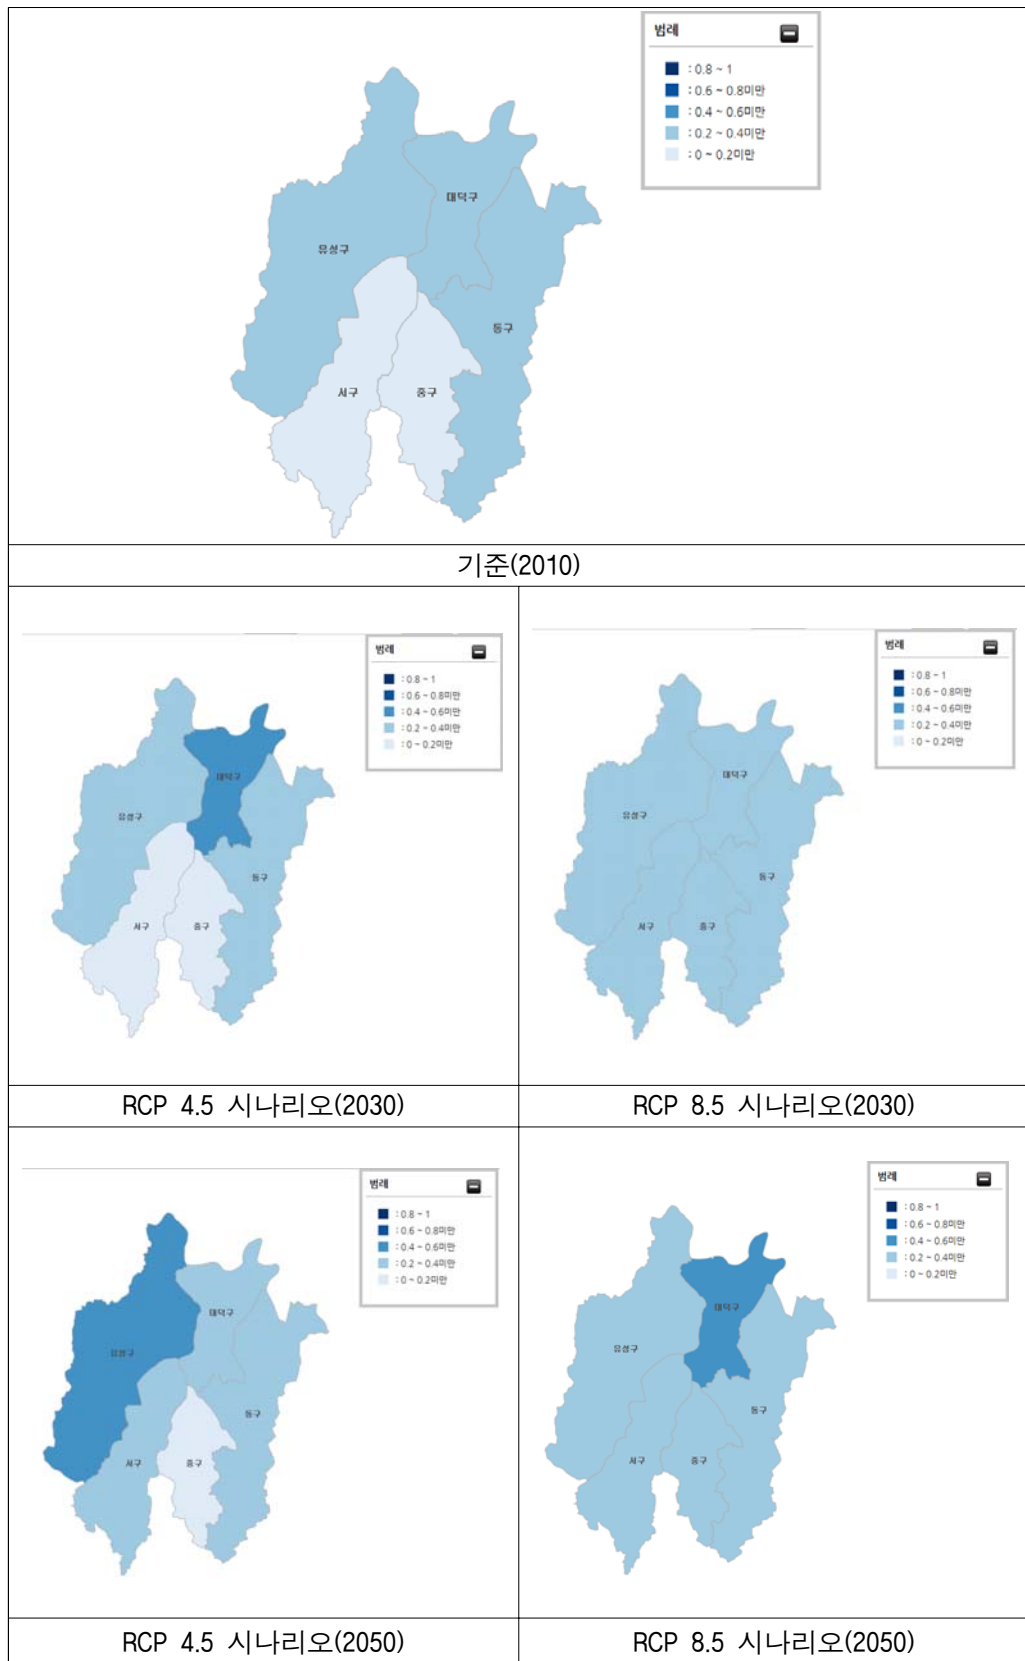 범례
: 0.8 ~ 1
: 0.6 ~ 0.8미만
: 0.4 ~ 0.6미만
: 0.2 ~ 0.4미만
: 0 ~ 0.2미만
대덕구
유성구
동구
서구
중구
기준(2010)
범례
: 0.8 ~ 1
: 0.6 ~ 0.8미만
: 0.4 ~ 0.6미만
: 0.2 ~ 0.4미만
: 0 ~ 0.2미만
대덕구
유성구
동구
서구
중구
RCP 4.5 시나리오(2030)
범례
: 0.8 ~ 1
: 0.6 ~ 0.8미만
: 0.4 ~ 0.6미만
: 0.2 ~ 0.4미만
: 0 ~ 0.2미만
대덕구
유성구
동구
서구
중구
RCP 8.5 시나리오(2030)
범례
: 0.8 ~ 1
: 0.6 ~ 0.8미만
: 0.4 ~ 0.6미만
: 0.2 ~ 0.4미만
: 0 ~ 0.2미만
대덕구
유성구
동구
서구
중구
RCP 4.5 시나리오(2050)
범례
: 0.8 ~ 1
: 0.6 ~ 0.8미만
: 0.4 ~ 0.6미만
: 0.2 ~ 0.4미만
: 0 ~ 0.2미만
대덕구
유성구
동구
서구
중구
RCP 8.5 시나리오(2050)